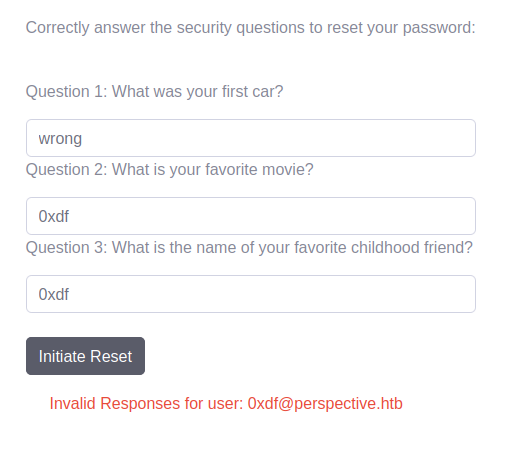 Correctly answer the security questions to reset your password:
Question 1: What was your first car?
wrong
Question 2: What is your favorite movie?
0xdf
Question 3: What is the name of your favorite childhood friend?
0xdf
Initiate Reset
Invalid Responses for user: 0xdf@perspective.htb